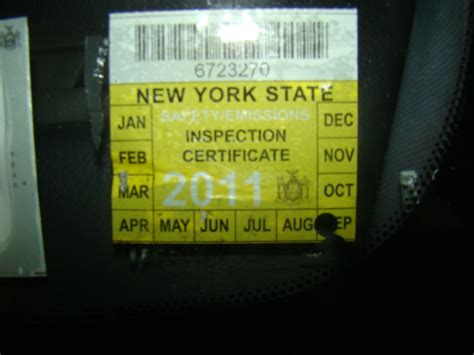 6723270
NEW YORK STATE
SAFETY/EMISSIONS
INSPECTION
CERTIFICATE
2011
JAN
FEB
MAR
APR MAY JUN JUL AUG EP
DEC
NOV
OCT